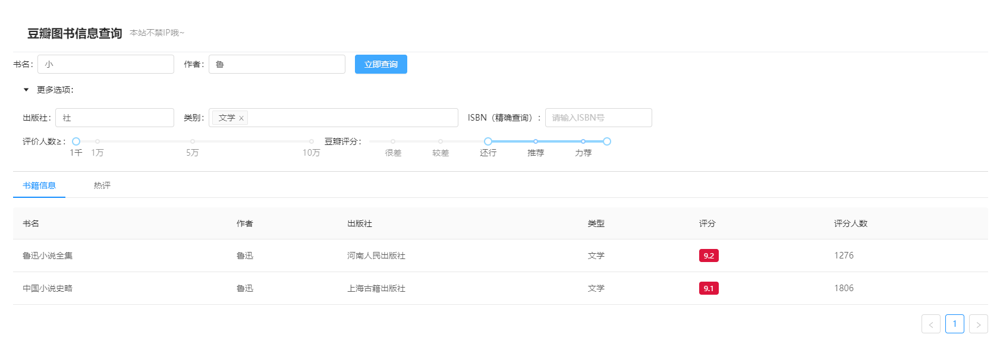 豆瓣图书信息查询 本站不禁IP哦~
书名： 小 作者： 鲁 立即查询
更多选项：
出版社： 社 类别： 文学 × ISBN（精确查询）： 请输入ISBN号
评价人数≥： 豆瓣评分：
1千 1万 5万 10万 很差 较差 还行 推荐 力荐
书籍信息 热评
书名 作者 出版社 类型 评分 评分人数
鲁迅小说全集 鲁迅 河南人民出版社 文学 9.2 1276
中国小说史略 鲁迅 上海古籍出版社 文学 9.1 1806
< 1 >